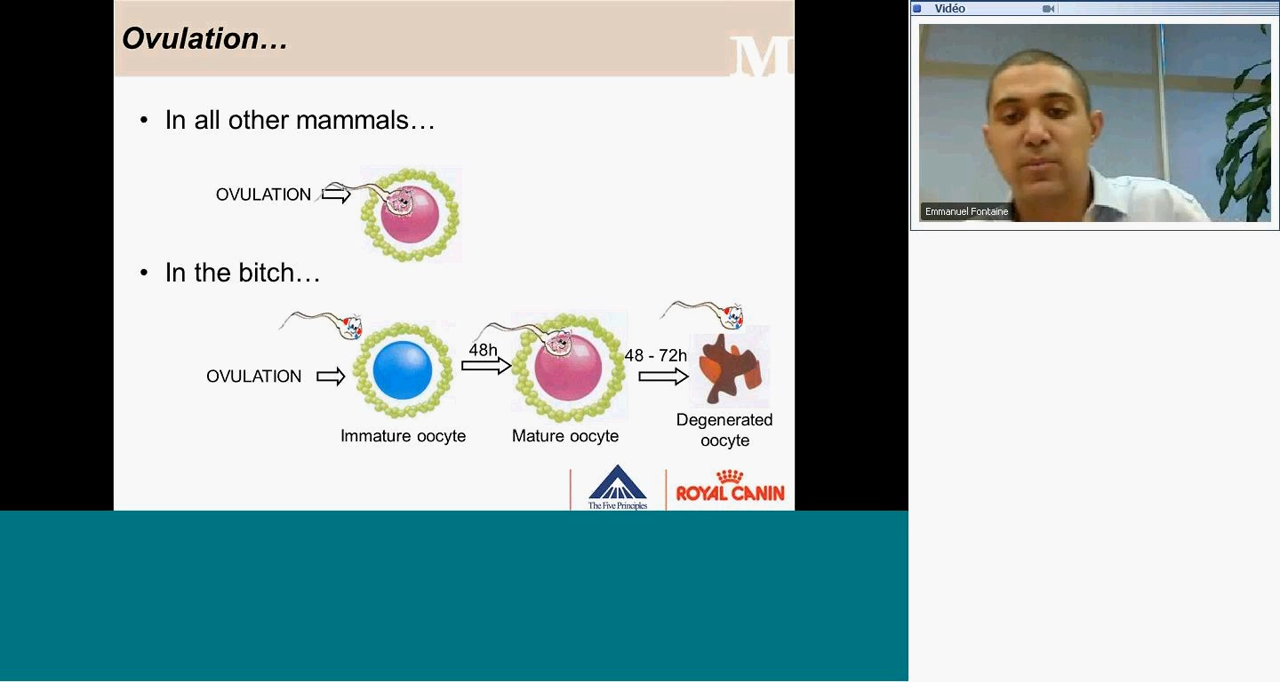 Ovulation...
M
• In all other mammals...
OVULATION
• In the bitch...
OVULATION
48h
48 - 72h
Immature oocyte
Mature oocyte
Degenerated
oocyte
The Five Principles
ROYAL CANIN
Vidéo
Emmanuel Fontaine